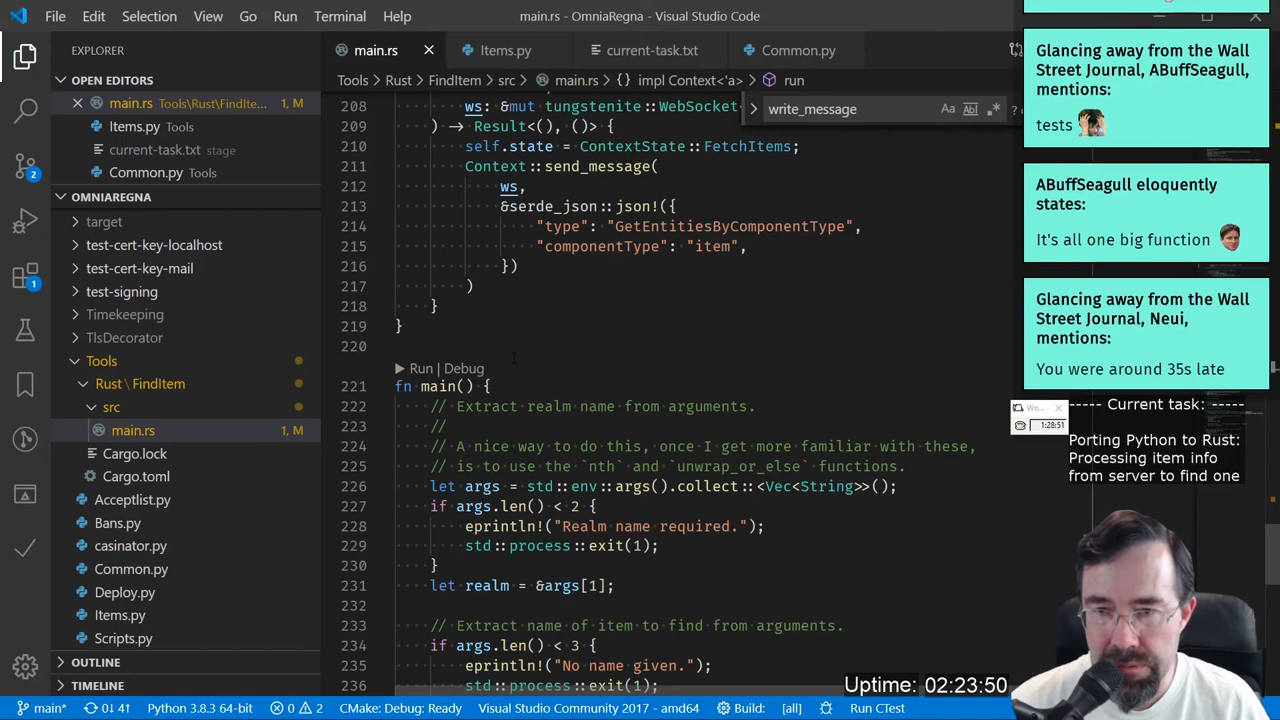 File Edit Selection View Go Run Terminal Help main.rs - OmniaRegna - Visual Studio Code
EXPLORER
OPEN EDITORS
main.rs Tools\Rust\FindIte... 1, M
Items.py Tools
current-task.txt stage
Common.py Tools
OMNIAREGNA
target
test-cert-key-localhost
test-cert-key-mail
test-signing
Timekeeping
TlsDecorator
Tools
Rust \ FindItem
src
main.rs 1, M
Cargo.lock
Cargo.toml
Acceptlist.py
Bans.py
casinator.py
Common.py
Deploy.py
Items.py
Scripts.py
OUTLINE
TIMELINE
2
1
main.rs Items.py current-task.txt Common.py
Tools > Rust > FindItem > src > main.rs > {} impl Context<'a> > run
write_message Aa Abl .*
208 ws: &mut tungstenite::WebSocket
209 ) → Result<(), ()> {
210 self.state = ContextState::FetchItems;
211 Context::send_message(
212 ws,
213 &serde_json::json!({
214 "type": "GetEntitiesByComponentType",
215 "componentType": "item",
216 })
217 )
218 }
219 }
220
Run | Debug
221 fn main() {
222 // Extract realm name from arguments.
223 //
224 // A nice way to do this, once I get more familiar with these,
225 // is to use the `nth` and `unwrap_or_else` functions.
226 let args = std::env::args().collect::<Vec<String>>();
227 if args.len() < 2 {
228 eprintln!("Realm name required.");
229 std::process::exit(1);
230 }
231 let realm = &args[1];
232
233 // Extract name of item to find from arguments.
234 if args.len() < 3 {
235 eprintln!("No name given.");
236 std::process::exit(1);
Glancing away from the Wall
Street Journal, ABuffSeagull,
mentions:
tests
ABuffSeagull eloquently
states:
It's all one big function
Glancing away from the Wall
Street Journal, Neui,
mentions:
You were around 35s late
Wo...
1:28:51
----- Current task: -----
Porting Python to Rust:
Processing item info
from server to find one
Uptime: 02:23:50
main* 0↓ 4↑ Python 3.8.3 64-bit 0 2 CMake: Debug: Ready Visual Studio Community 2017 - amd64 Build: [all] Run CTest